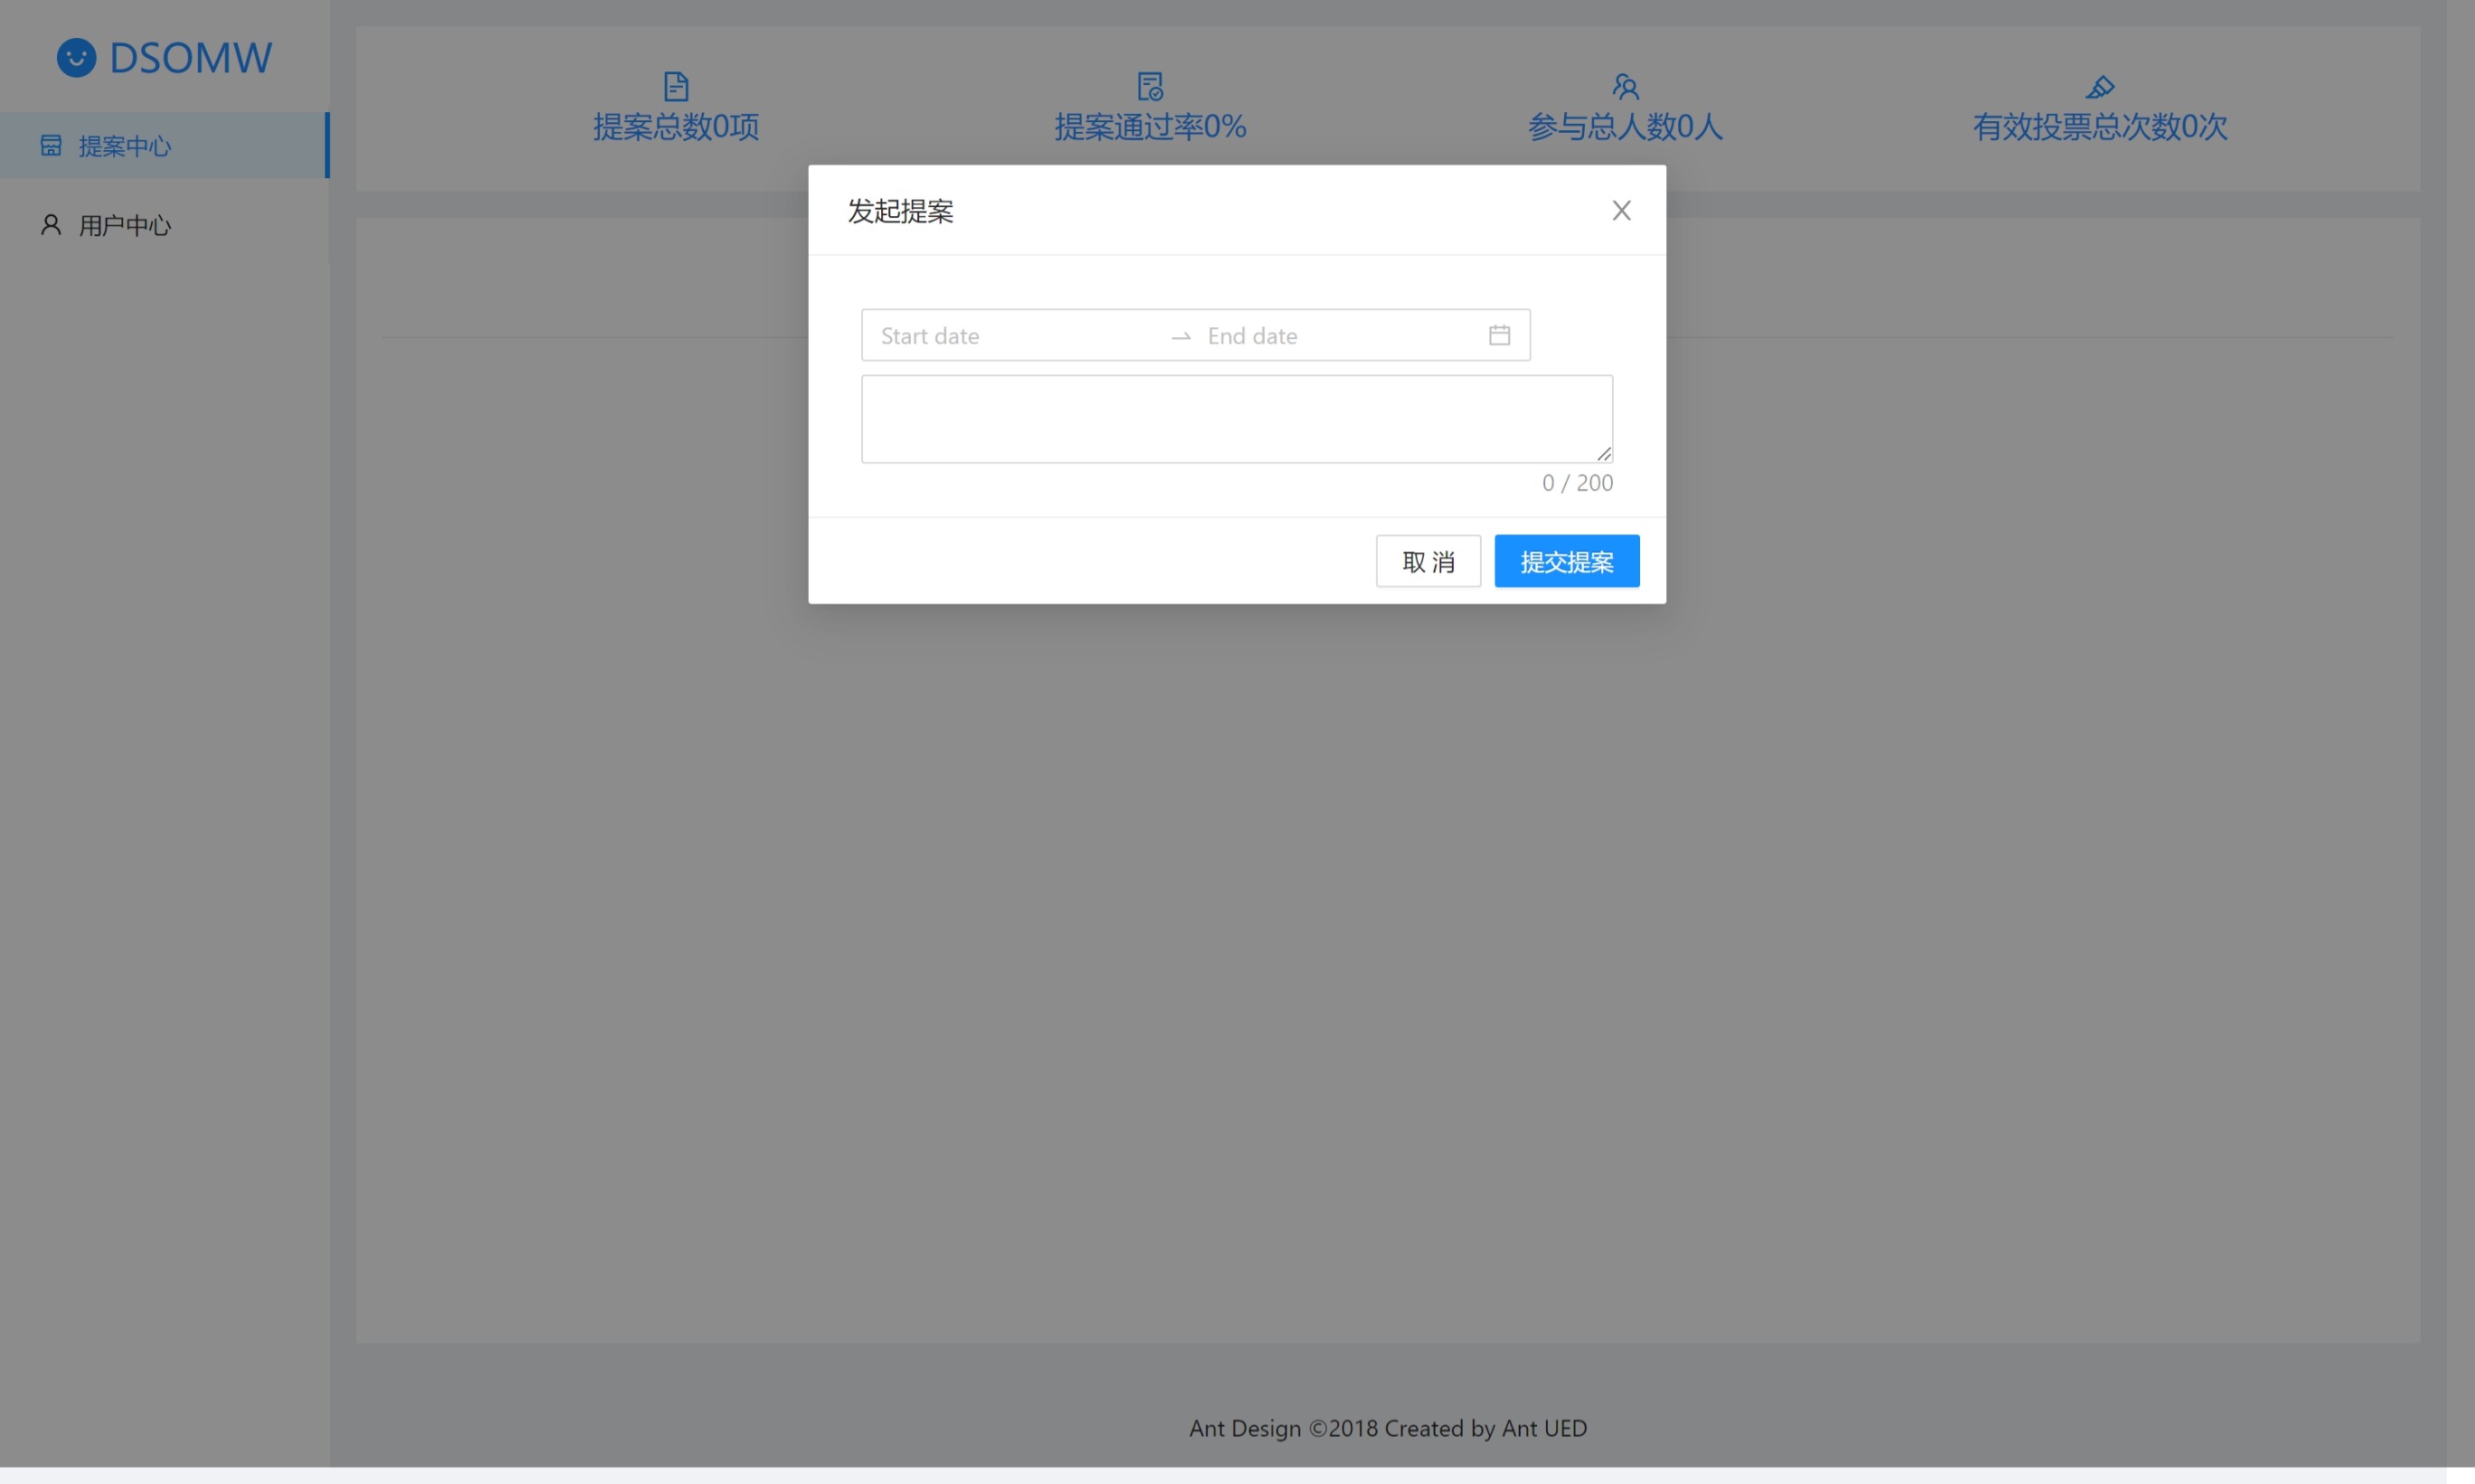 DSOMW
提案中心
用户中心
提案总数0项
提案通过率0%
参与总人数0人
有效投票总次数0次
发起提案
Start date
End date
0 / 200
取 消
提交提案
Ant Design ©2018 Created by Ant UED